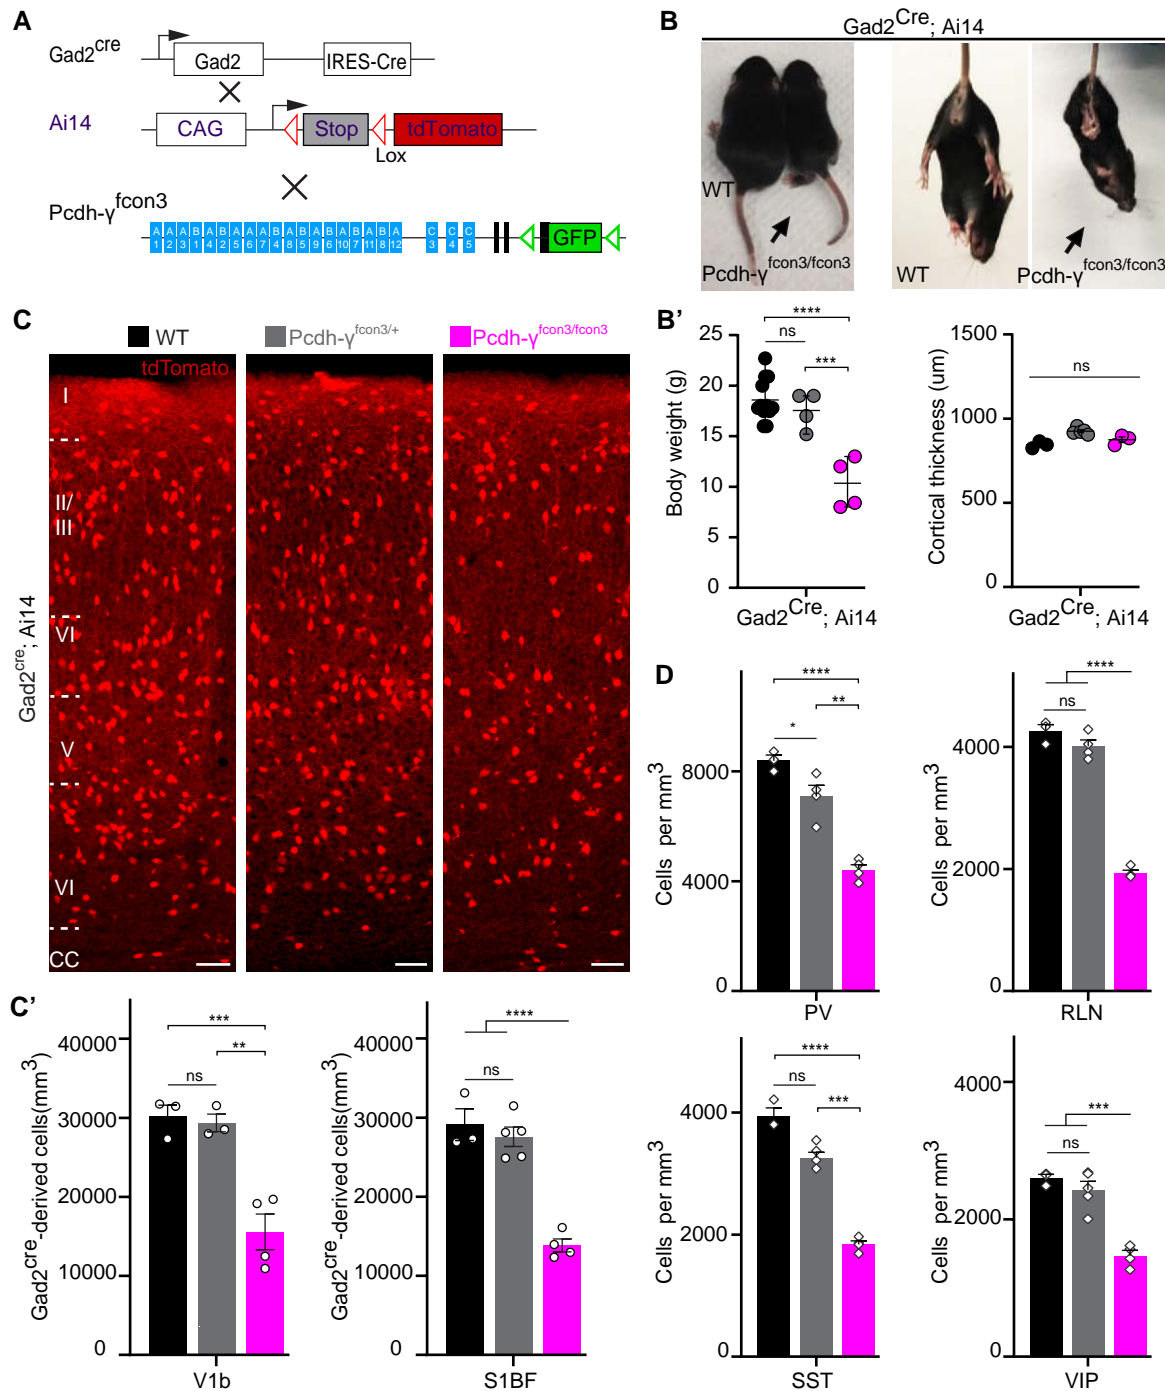 A
Gad2cre
Gad2
IRES-Cre
Ai14
CAG
Stop
tdTomato
Lox
Pcdh-γfcon3
A A A B A B A A A B A A B A B A A B A C C C
1 2 3 1 4 2 5 6 7 4 8 5 9 6 10 7 11 8 12 3 4 5
GFP
B
Gad2Cre; Ai14
WT
Pcdh-γfcon3/fcon3
WT
Pcdh-γfcon3/fcon3
C
WT
Pcdh-γfcon3/+
Pcdh-γfcon3/fcon3
tdTomato
I
II/
III
VI
V
VI
CC
Gad2cre; Ai14
B’
Body weight (g)
25
20
15
10
5
0
****
ns
***
Gad2Cre; Ai14
Cortical thickness (um)
1500
1000
500
0
ns
Gad2Cre; Ai14
D
Cells per mm3
8000
4000
0
****
**
*
PV
Cells per mm3
4000
2000
0
****
ns
RLN
C’
Gad2cre-derived cells(mm3)
40000
30000
20000
10000
0
***
**
ns
V1b
Gad2cre-derived cells(mm3)
40000
30000
20000
10000
0
****
ns
S1BF
Cells per mm3
4000
2000
0
****
ns
***
SST
Cells per mm3
4000
2000
0
***
ns
VIP